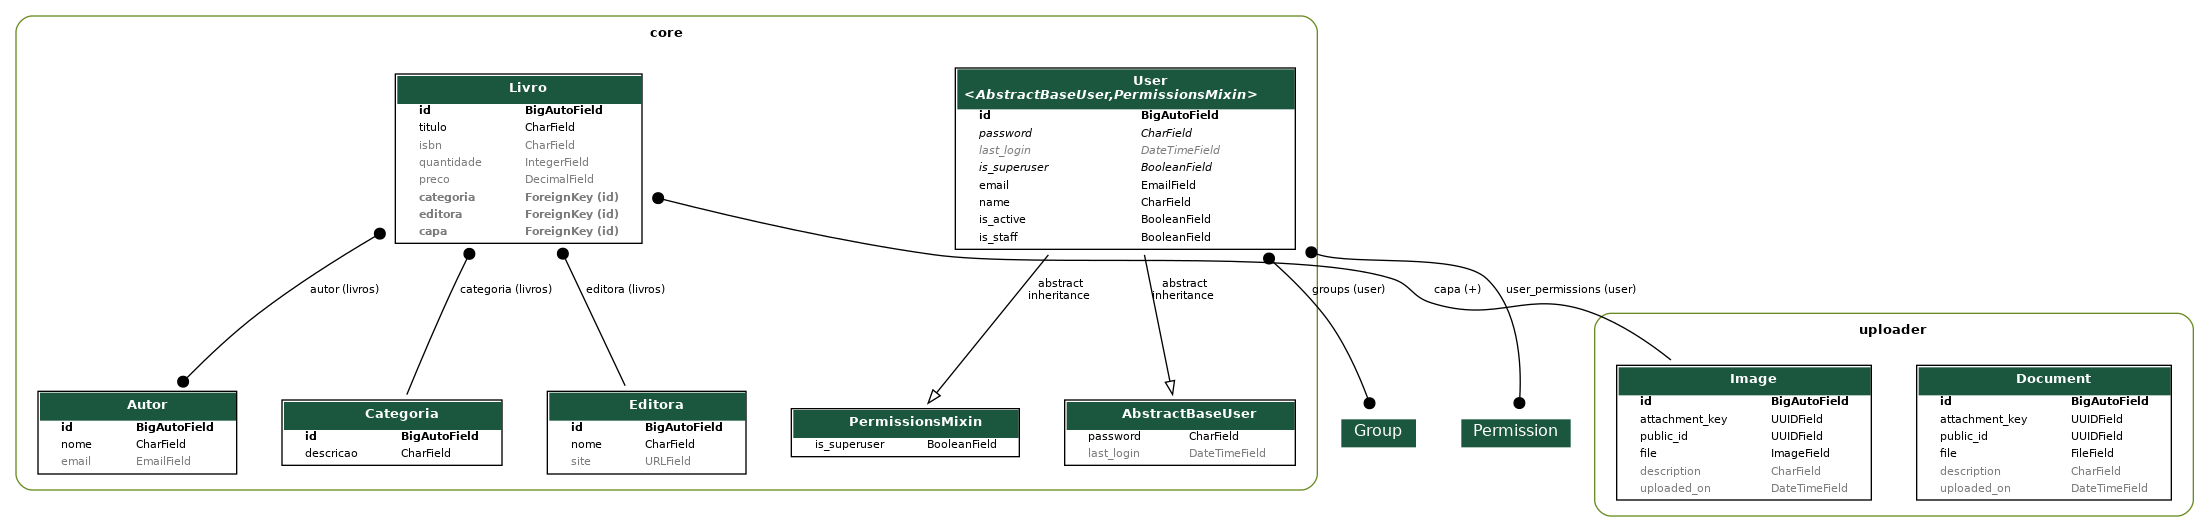 core
Livro
id BigAutoField
titulo CharField
isbn CharField
quantidade IntegerField
preco DecimalField
categoria ForeignKey (id)
editora ForeignKey (id)
capa ForeignKey (id)
User
<AbstractBaseUser,PermissionsMixin>
id BigAutoField
password CharField
last_login DateTimeField
is_superuser BooleanField
email EmailField
name CharField
is_active BooleanField
is_staff BooleanField
autor (livros)
categoria (livros)
editora (livros)
abstract
inheritance
abstract
inheritance
groups (user)
capa (+)
user_permissions (user)
Autor
id BigAutoField
nome CharField
email EmailField
Categoria
id BigAutoField
descricao CharField
Editora
id BigAutoField
nome CharField
site URLField
PermissionsMixin
is_superuser BooleanField
AbstractBaseUser
password CharField
last_login DateTimeField
Group
Permission
uploader
Image
id BigAutoField
attachment_key UUIDField
public_id UUIDField
file ImageField
description CharField
uploaded_on DateTimeField
Document
id BigAutoField
attachment_key UUIDField
public_id UUIDField
file FileField
description CharField
uploaded_on DateTimeField